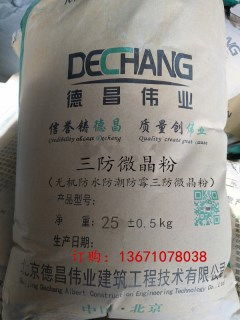 DECHANG
德昌伟业
信誉铸德昌 质量创伟业
Credibility of cast Dechang Quality create great cause
三防微晶粉
(无机防水防潮防霉三防微晶粉)
产品型号:
净 重: 25 ±0.5kg
生产日期:
订购: 13671078038
北京德昌伟业建筑工程技术有限公司
Dechang Albert Construction Engineering Technology Co.
中国·北京